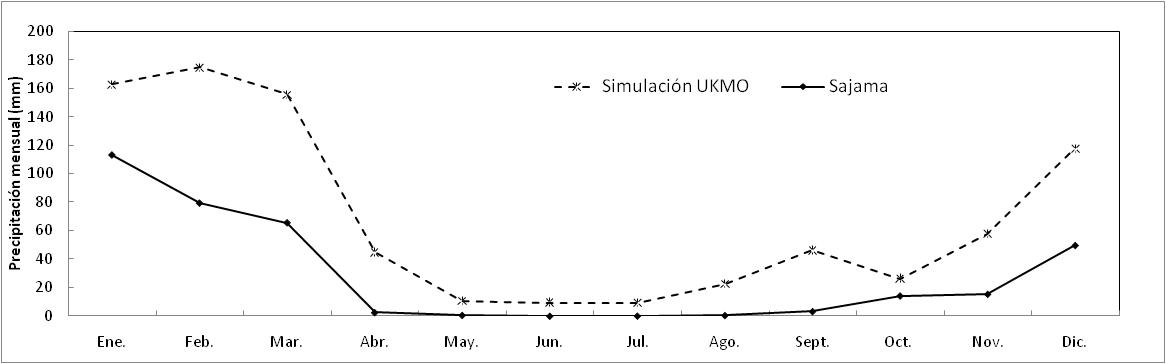 Precipitación mensual (mm)
200
180
160
140
120
100
80
60
40
20
0
Simulación UKMO
Sajama
Ene. Feb. Mar. Abr. May. Jun. Jul. Ago. Sept. Oct. Nov. Dic.